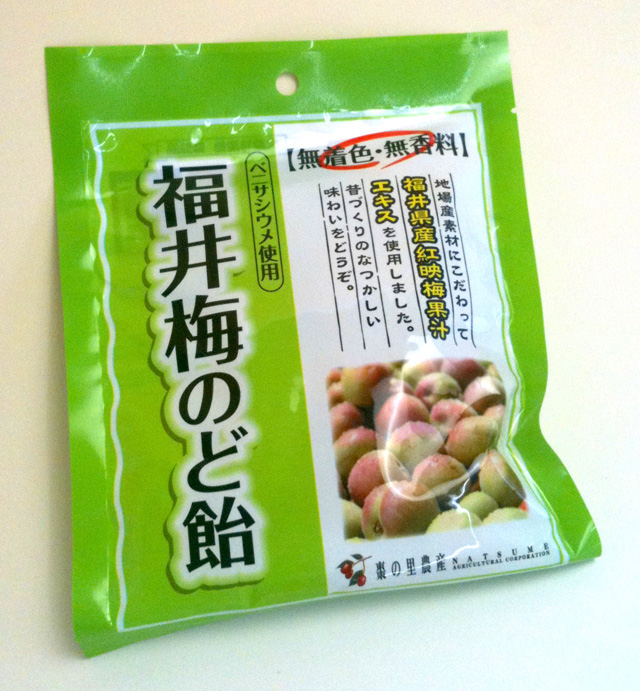 【無着色・無香料】
地場産素材にこだわって
福井県産紅映梅果汁
エキスを使用しました。
昔づくりのなつかしい
味わいをどうぞ。
ベニサシウメ使用
福井梅のど飴
棗の里農産
NATSUME
AGRICULTURAL CORPORATION